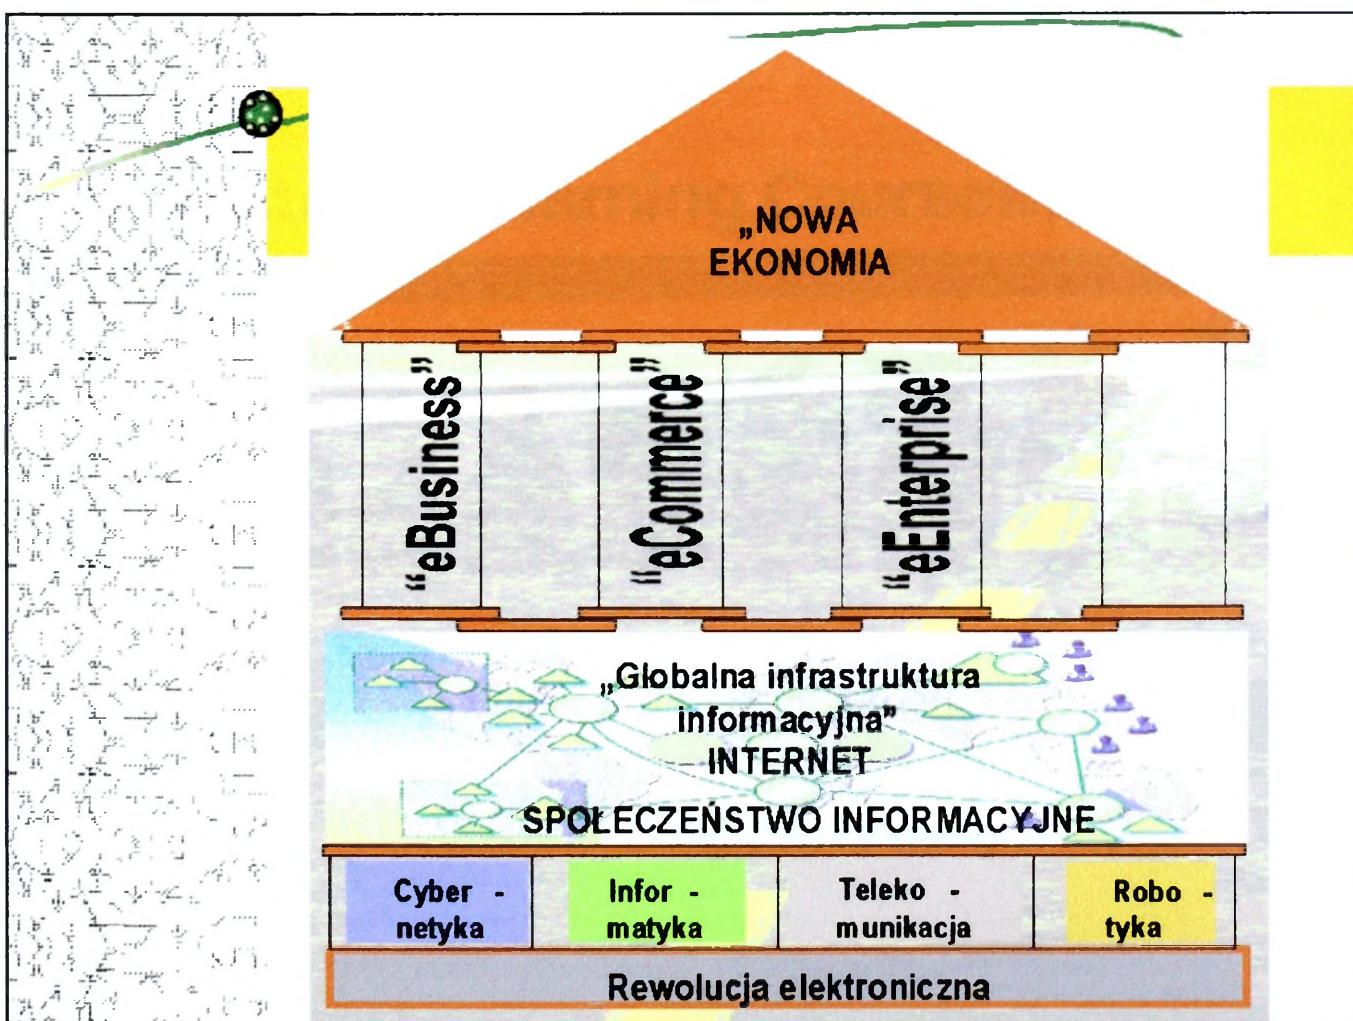 „NOWA
EKONOMIA
“eBusiness”
“eCommerce”
“eEnterprise”
„Globalna infrastruktura
informacyjna”
INTERNET
SPOŁECZEŃSTWO INFORMACYJNE
Cyber -
netyka
Infor -
matyka
Teleko -
munikacja
Robo -
tyka
Rewolucja elektroniczna